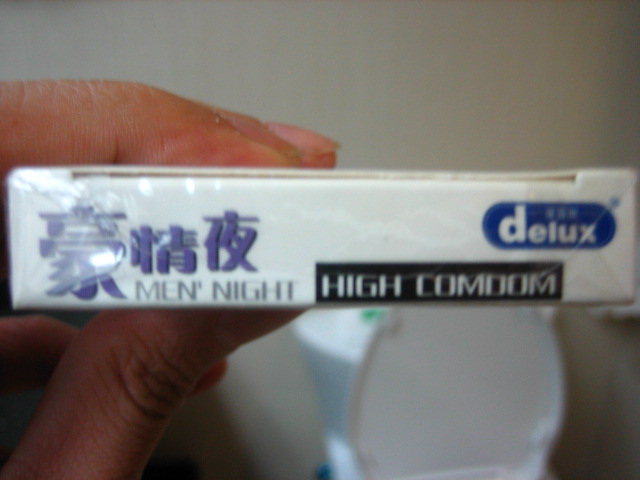 豪情夜
MEN' NIGHT
HIGH COMDOM
delux